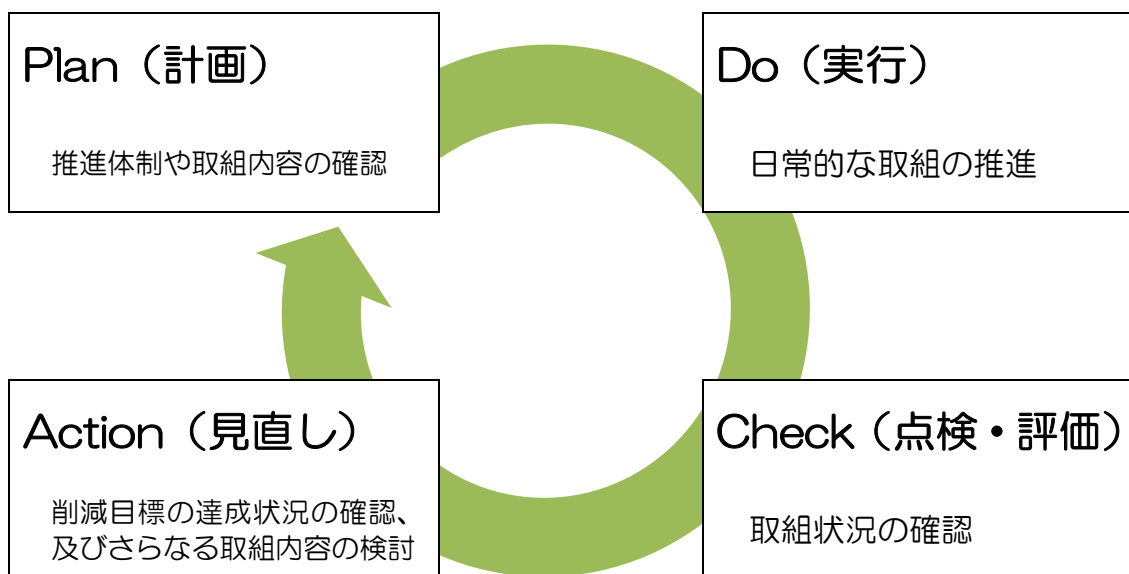 Plan（計画）
推進体制や取組内容の確認
Do（実行）
日常的な取組の推進
Action（見直し）
削減目標の達成状況の確認、
及びさらなる取組内容の検討
Check（点検・評価）
取組状況の確認